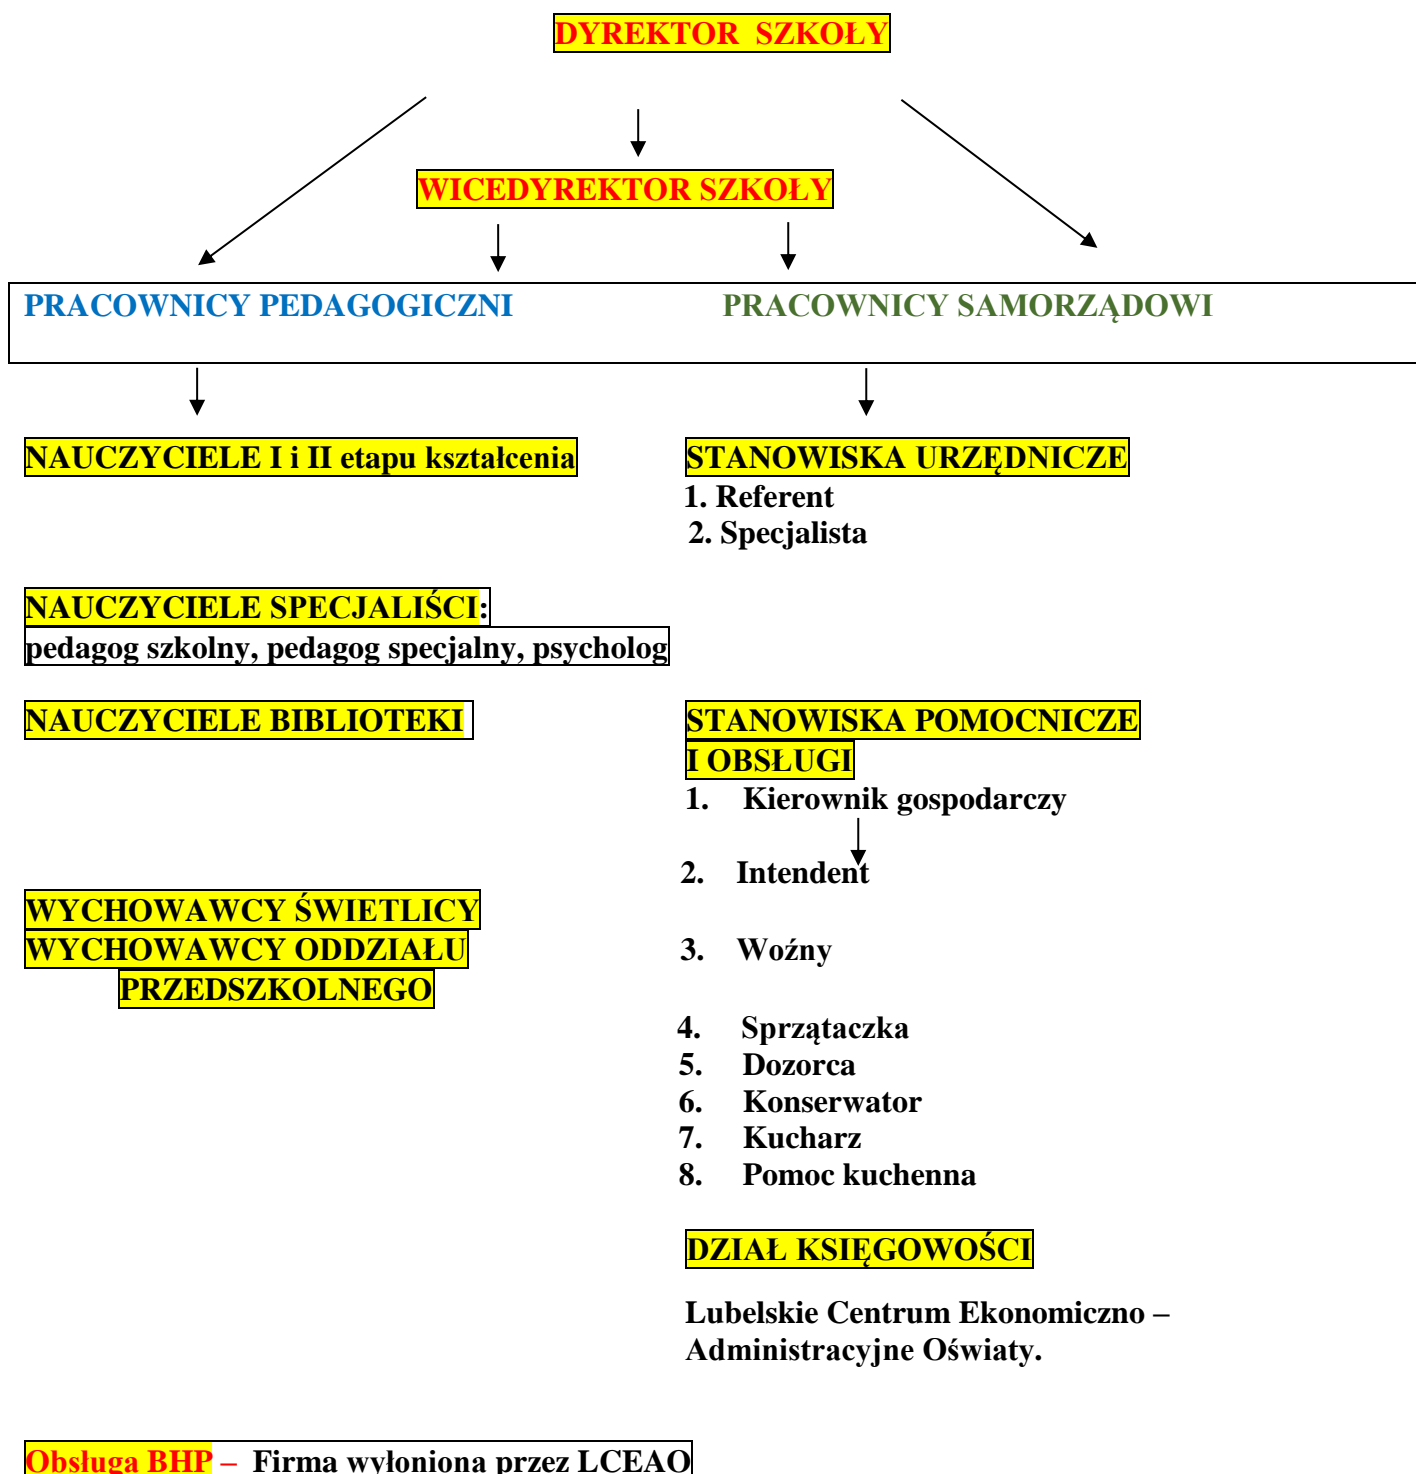 DYREKTOR SZKOŁY
WICEDYREKTOR SZKOŁY
PRACOWNICY PEDAGOGICZNI PRACOWNICY SAMORZĄDOWI
NAUCZYCIELE I i II etapu kształcenia
STANOWISKA URZĘDNICZE
1. Referent
2. Specjalista
NAUCZYCIELE SPECJALIŚCI:
pedagog szkolny, pedagog specjalny, psycholog
NAUCZYCIELE BIBLIOTEKI
STANOWISKA POMOCNICZE
I OBSŁUGI
1. Kierownik gospodarczy
2. Intendent
WYCHOWAWCY ŚWIETLICY
WYCHOWAWCY ODDZIAŁU
PRZEDSZKOLNEGO
3. Woźny
4. Sprzątaczka
5. Dozorca
6. Konserwator
7. Kucharz
8. Pomoc kuchenna
DZIAŁ KSIĘGOWOŚCI
Lubelskie Centrum Ekonomiczno –
Administracyjne Oświaty.
Obsługa BHP – Firma wyłoniona przez LCEAO